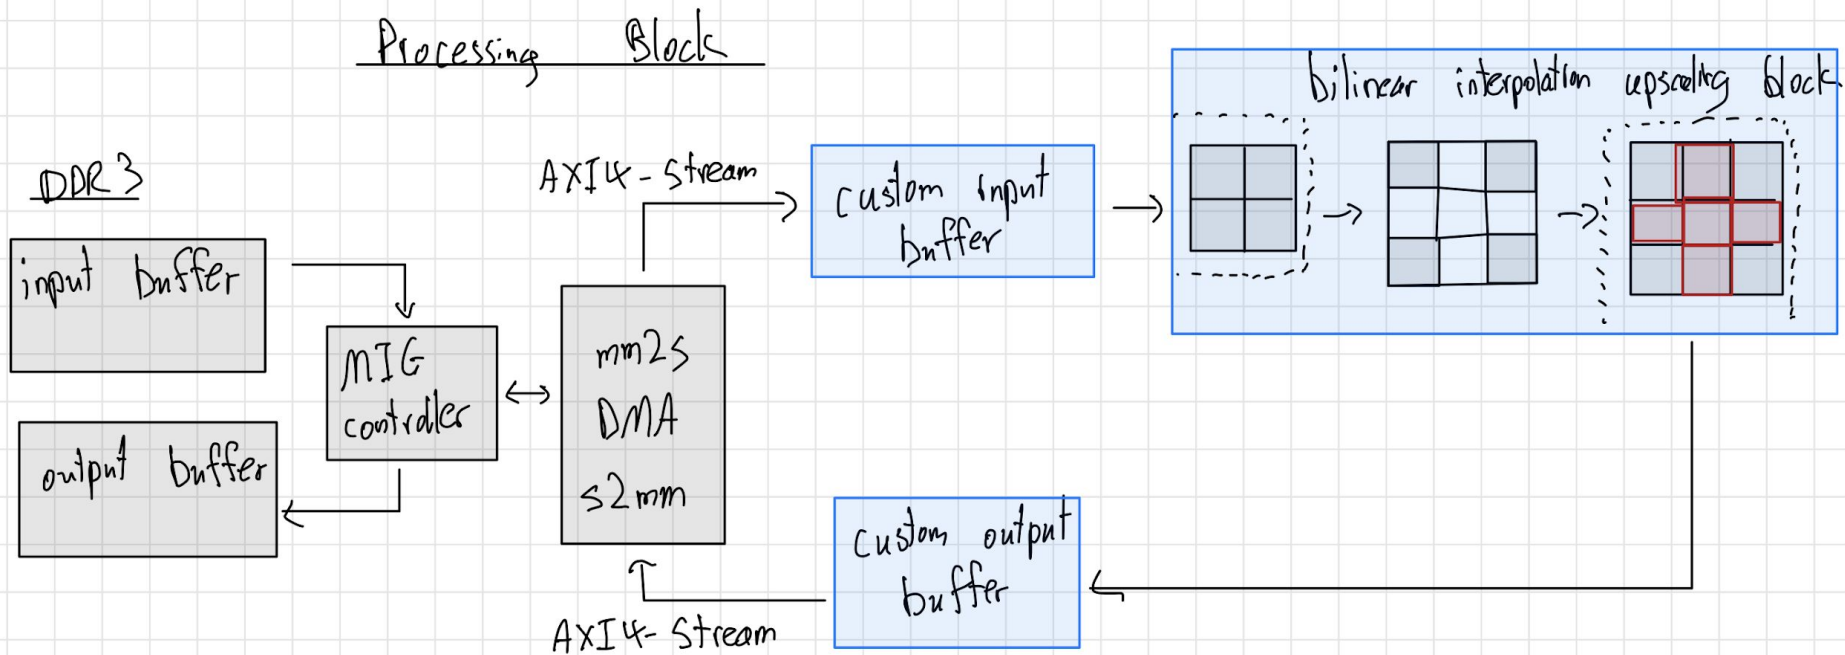 Processing Block
bilinear interpolation upscaling block.
DDR3
AXI4-Stream
custom input
buffer
input buffer
MIG
controller
mm2s
DMA
s2mm
output buffer
custom output
buffer
AXI4-Stream